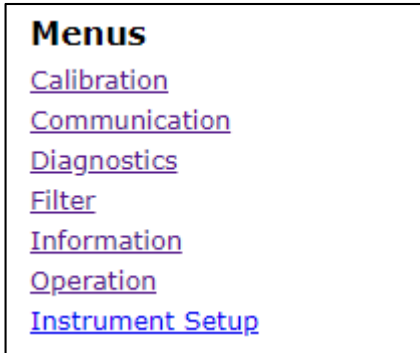 Menus
Calibration
Communication
Diagnostics
Filter
Information
Operation
Instrument Setup